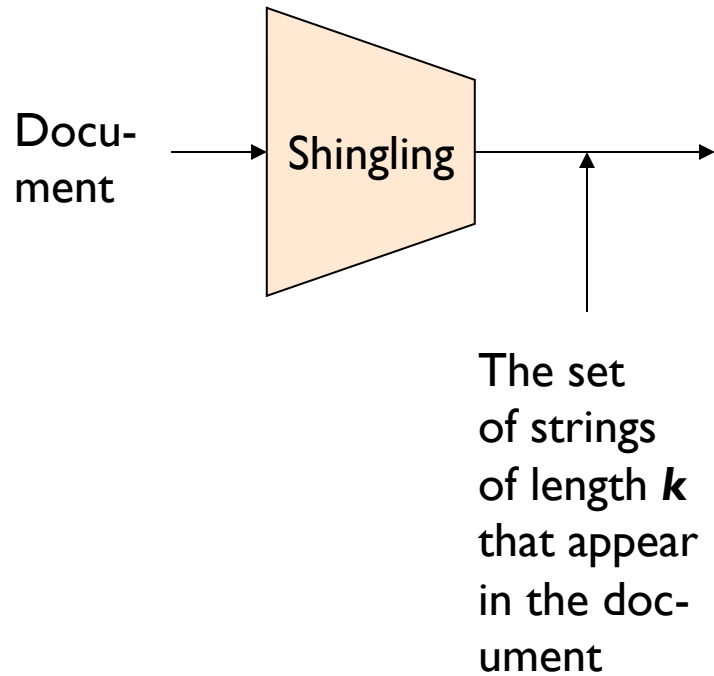 Docu-
ment
Shingling
The set
of strings
of length k
that appear
in the doc-
ument